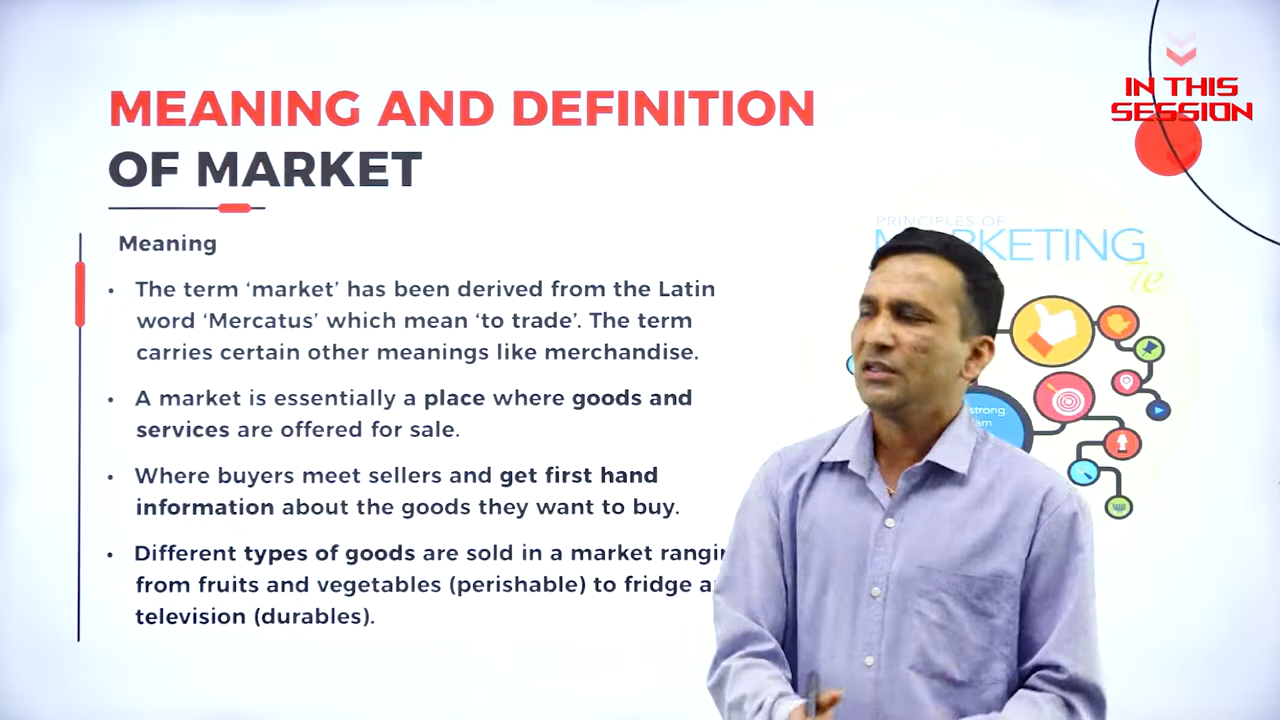 MEANING AND DEFINITION
OF MARKET
IN THIS
SESSION
Meaning
• The term ‘market’ has been derived from the Latin
word ‘Mercatus’ which mean ‘to trade’. The term
carries certain other meanings like merchandise.
• A market is essentially a place where goods and
services are offered for sale.
• Where buyers meet sellers and get first hand
information about the goods they want to buy.
• Different types of goods are sold in a market
from fruits and vegetables (perishable) to fridge
television (durables).
PRINCIPLES OF
7e
strong